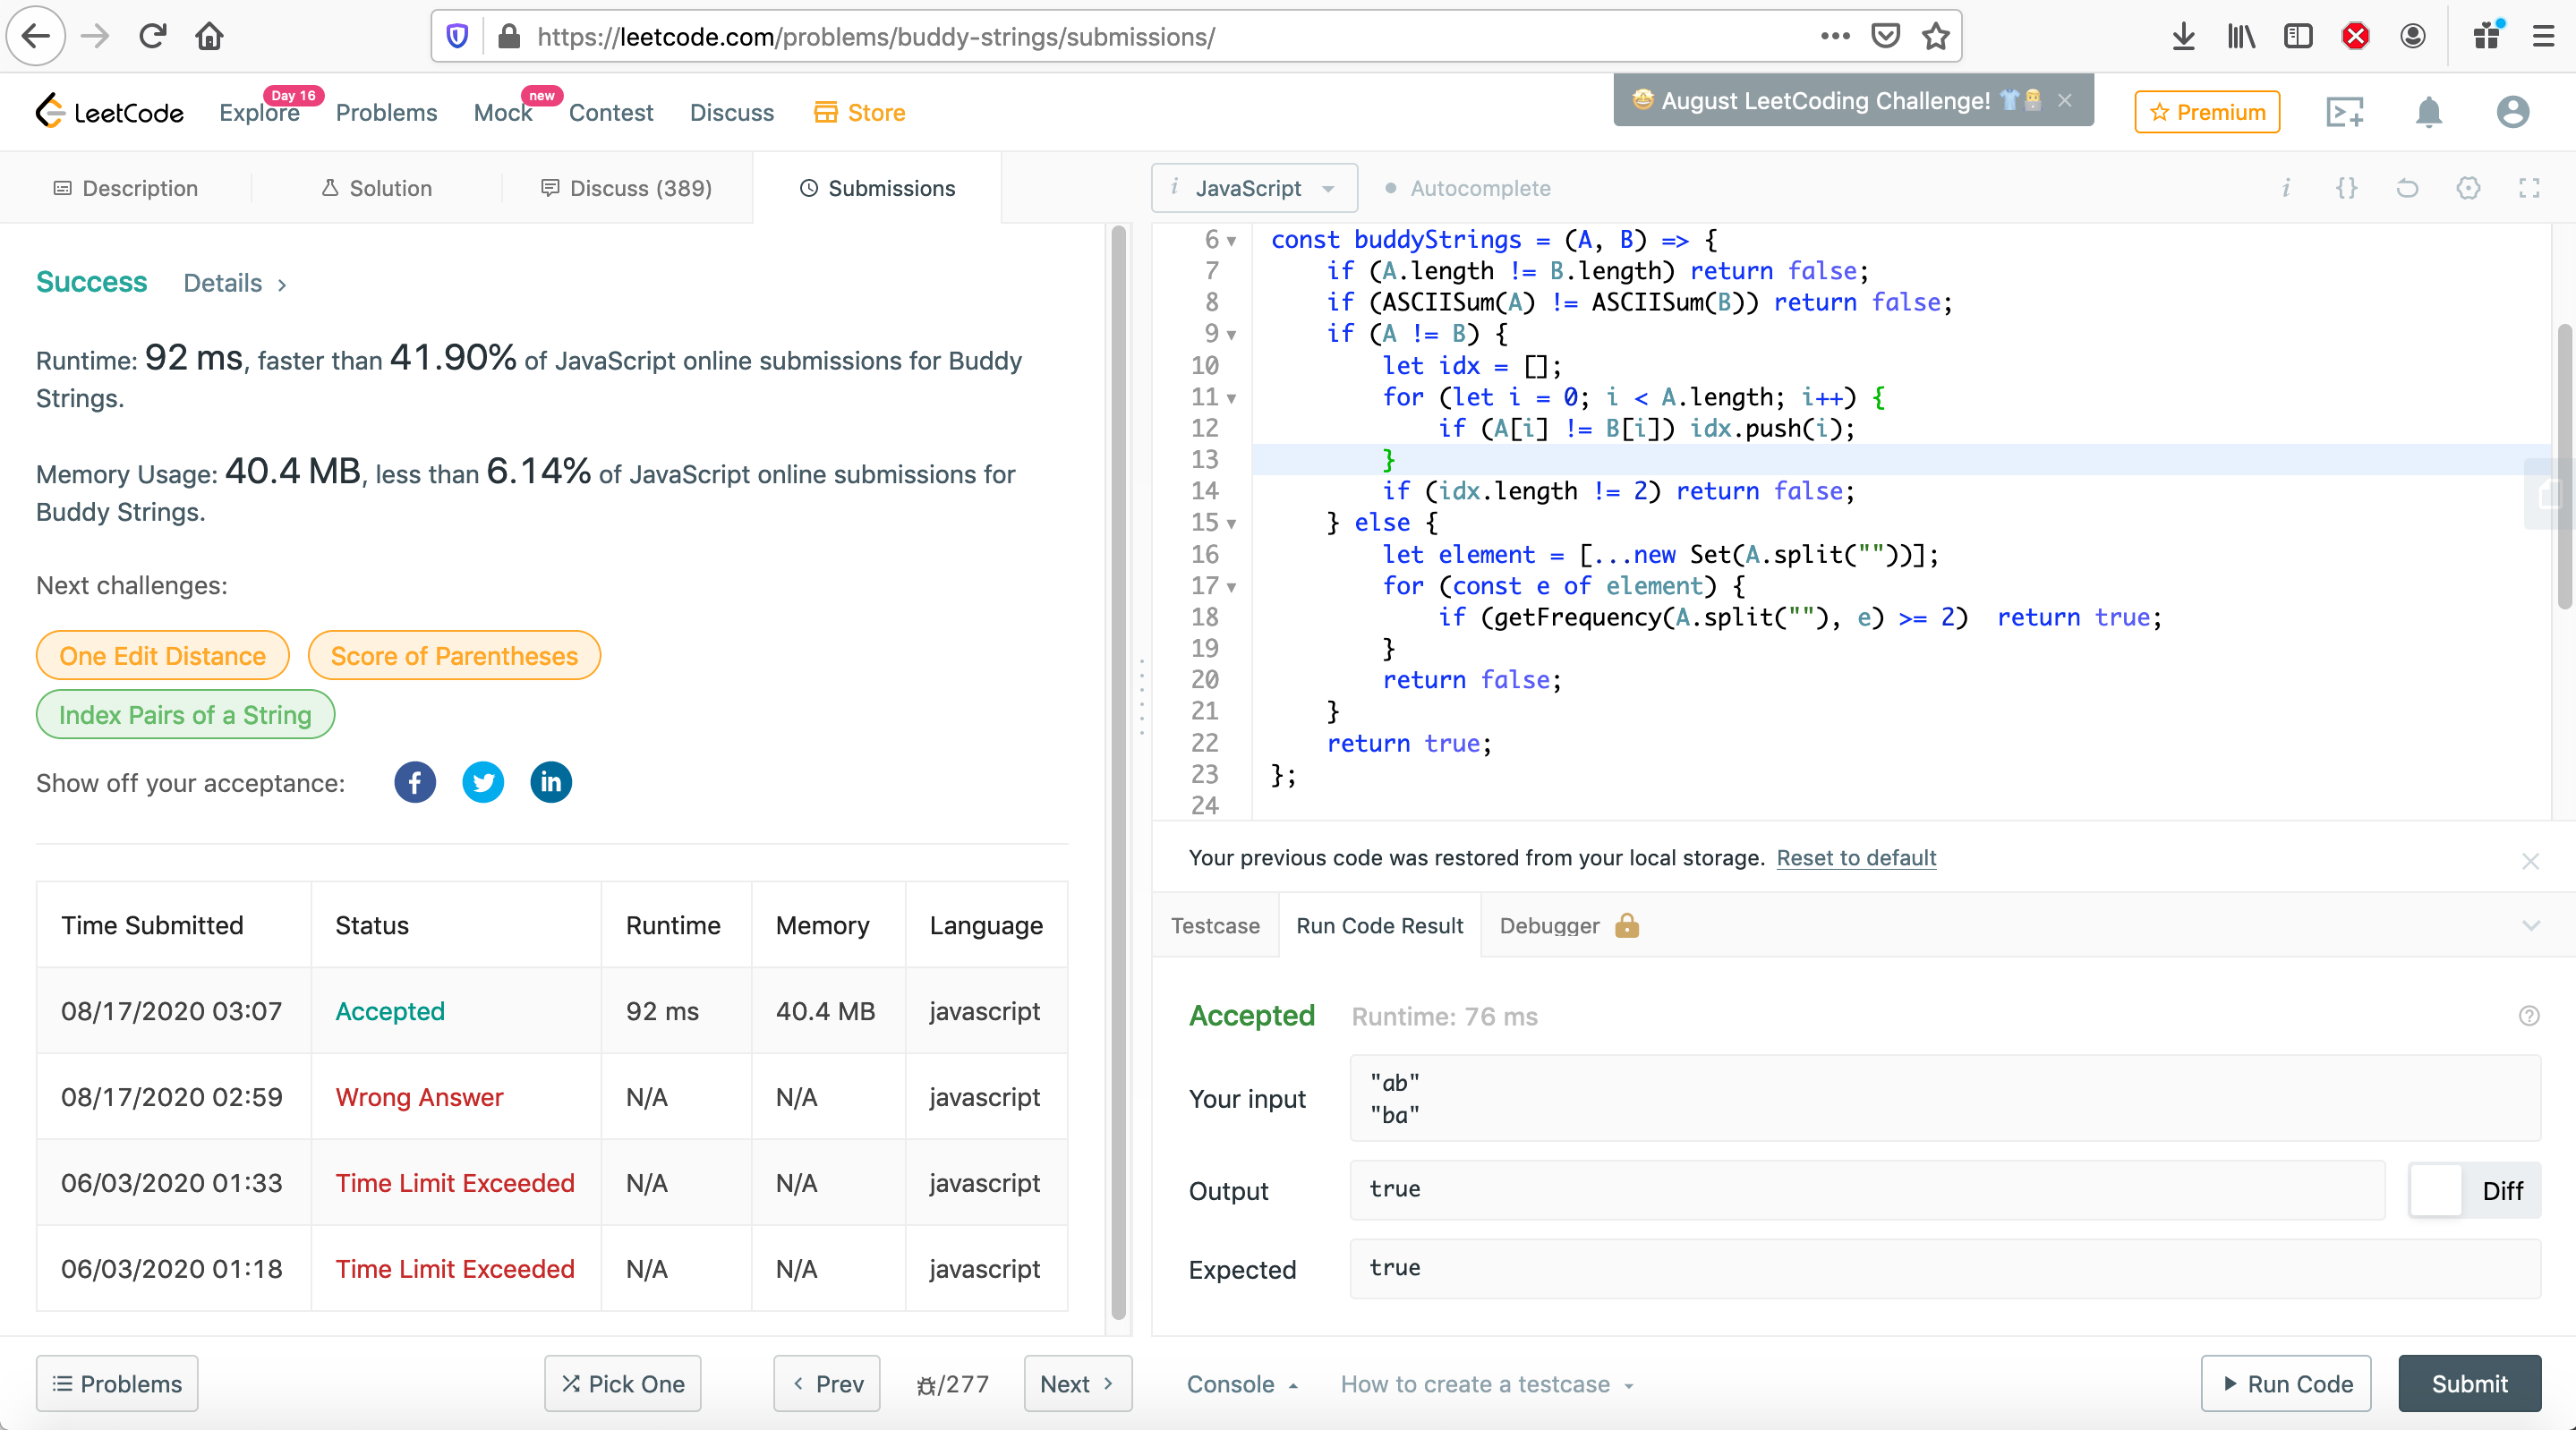 https://leetcode.com/problems/buddy-strings/submissions/
LeetCode
Explore
Day 16
Problems
Mock
new
Contest
Discuss
Store
August LeetCoding Challenge!
Premium
Description
Solution
Discuss (389)
Submissions
Success
Details
Runtime: 92 ms, faster than 41.90% of JavaScript online submissions for Buddy
Strings.
Memory Usage: 40.4 MB, less than 6.14% of JavaScript online submissions for
Buddy Strings.
Next challenges:
One Edit Distance
Score of Parentheses
Index Pairs of a String
Show off your acceptance:
Time Submitted Status Runtime Memory Language
08/17/2020 03:07 Accepted 92 ms 40.4 MB javascript
08/17/2020 02:59 Wrong Answer N/A N/A javascript
06/03/2020 01:33 Time Limit Exceeded N/A N/A javascript
06/03/2020 01:18 Time Limit Exceeded N/A N/A javascript
Problems
Pick One
Prev
/277
Next
i JavaScript
Autocomplete
i {}
6 const buddyStrings = (A, B) => {
7     if (A.length != B.length) return false;
8     if (ASCIISum(A) != ASCIISum(B)) return false;
9     if (A != B) {
10         let idx = [];
11         for (let i = 0; i < A.length; i++) {
12             if (A[i] != B[i]) idx.push(i);
13         }
14         if (idx.length != 2) return false;
15     } else {
16         let element = [...new Set(A.split(""))];
17         for (const e of element) {
18             if (getFrequency(A.split(""), e) >= 2)  return true;
19         }
20         return false;
21     }
22     return true;
23 };
24
Your previous code was restored from your local storage. Reset to default
Testcase
Run Code Result
Debugger
Accepted
Runtime: 76 ms
Your input
"ab"
"ba"
Output
true
Diff
Expected
true
Console
How to create a testcase
Run Code
Submit